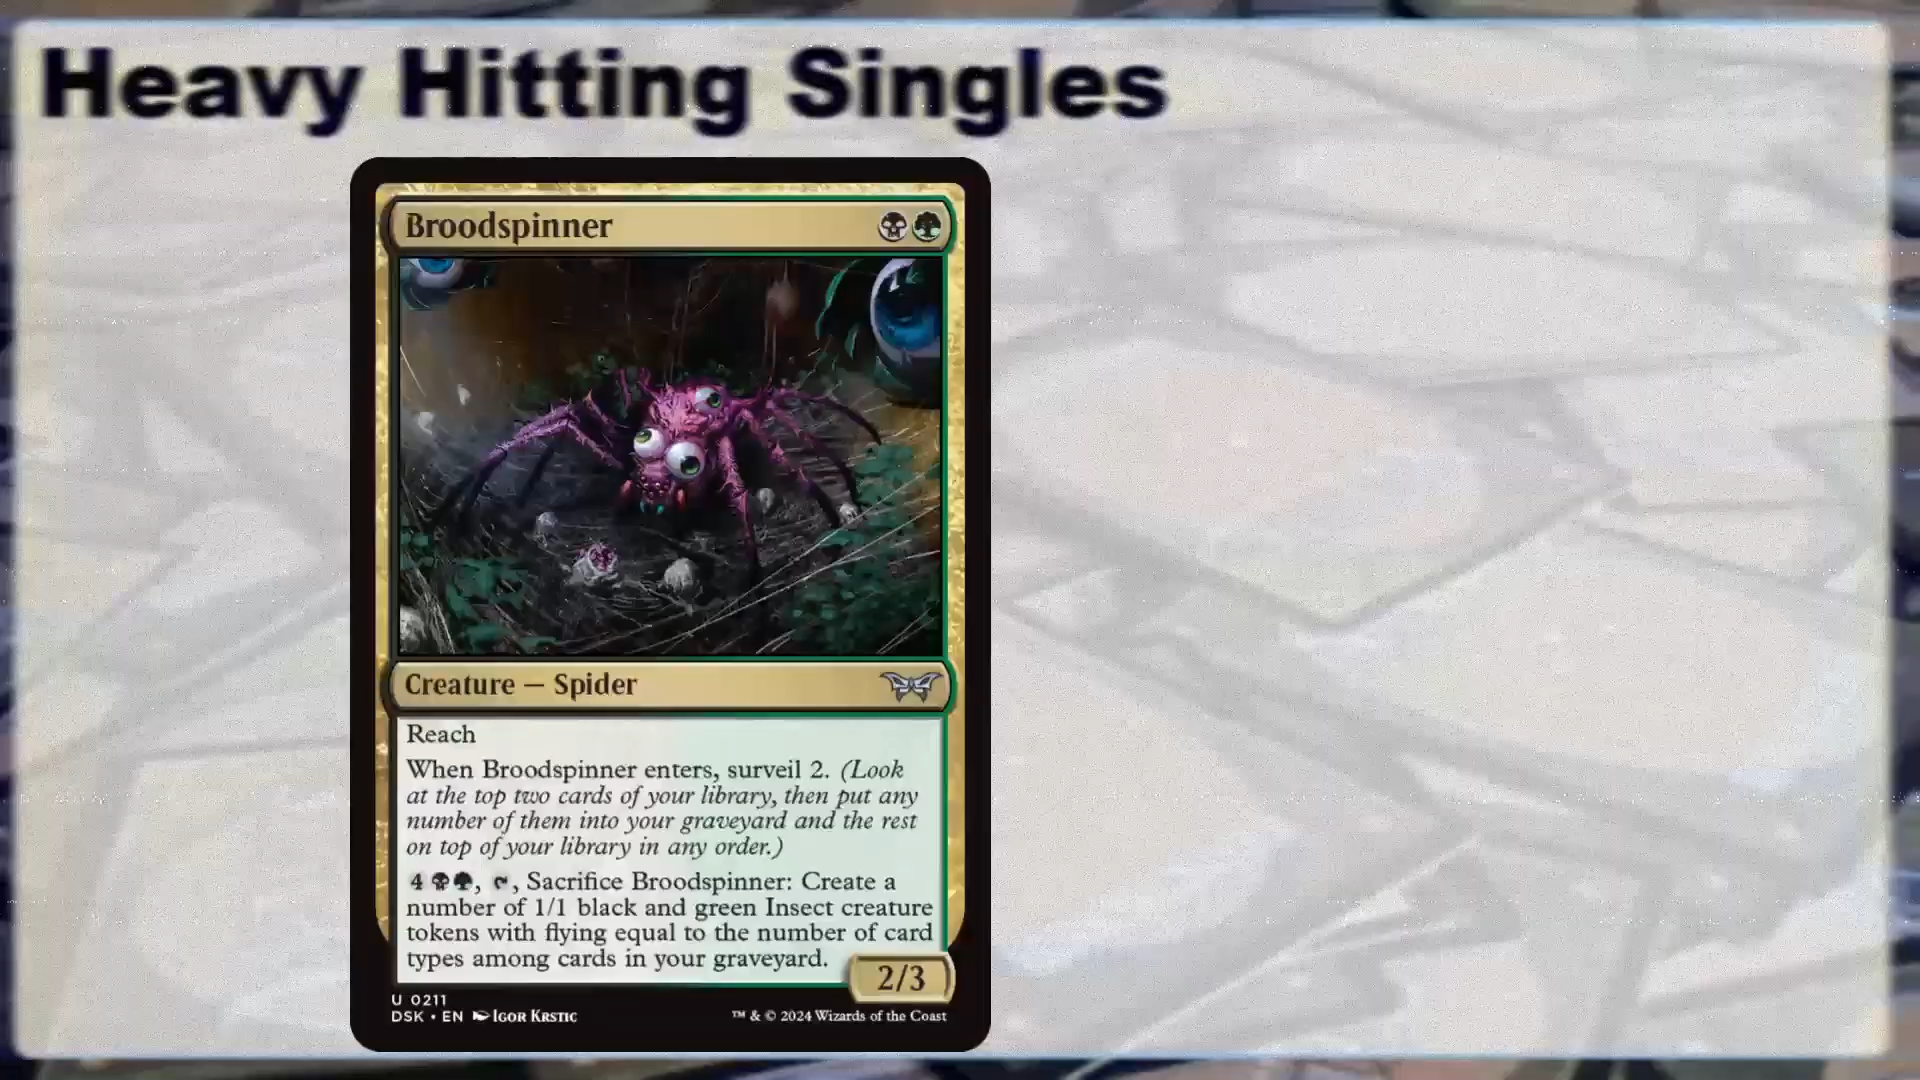 Heavy Hitting Singles
Broodspinner
Creature — Spider
Reach
When Broodspinner enters, surveil 2. (Look
at the top two cards of your library, then put any
number of them into your graveyard and the rest
on top of your library in any order.)
4 , , Sacrifice Broodspinner: Create a
number of 1/1 black and green Insect creature
tokens with flying equal to the number of card
types among cards in your graveyard.
2/3
U 0211
DSK • EN Igor Krstic
™ & © 2024 Wizards of the Coast